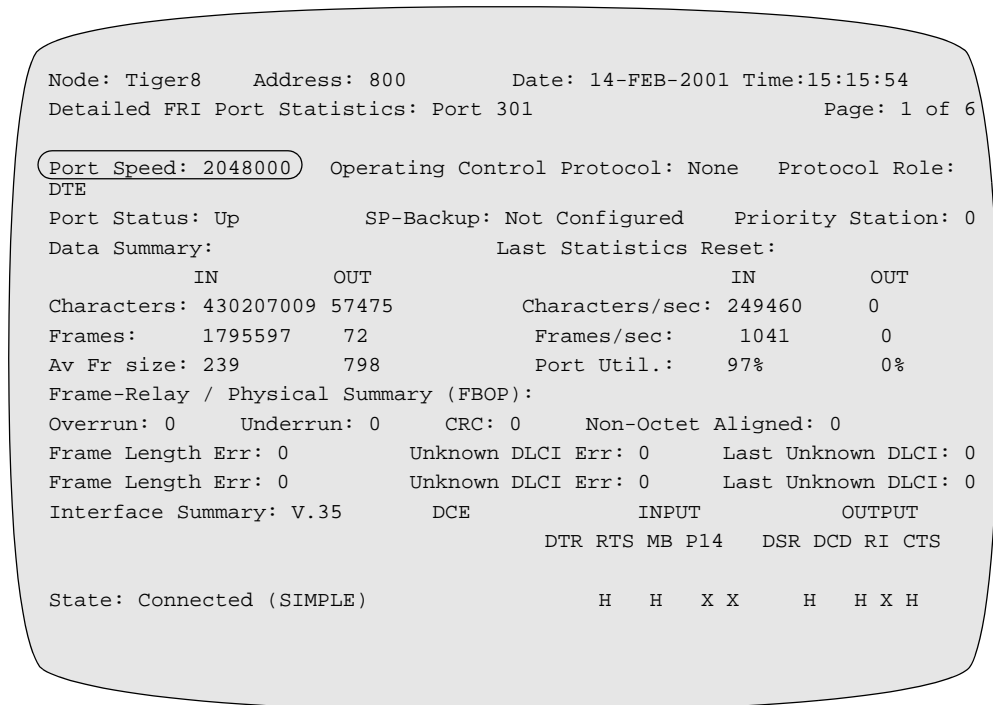 Node: Tiger8 Address: 800 Date: 14-FEB-2001 Time:15:15:54
Detailed FRI Port Statistics: Port 301 Page: 1 of 6
Port Speed: 2048000 Operating Control Protocol: None Protocol Role:
DTE
Port Status: Up SP-Backup: Not Configured Priority Station: 0
Data Summary: Last Statistics Reset:
IN OUT IN OUT
Characters: 430207009 57475 Characters/sec: 249460 0
Frames: 1795597 72 Frames/sec: 1041 0
Av Fr size: 239 798 Port Util.: 97% 0%
Frame-Relay / Physical Summary (FBOP):
Overrun: 0 Underrun: 0 CRC: 0 Non-Octet Aligned: 0
Frame Length Err: 0 Unknown DLCI Err: 0 Last Unknown DLCI: 0
Frame Length Err: 0 Unknown DLCI Err: 0 Last Unknown DLCI: 0
Interface Summary: V.35 DCE INPUT OUTPUT
DTR RTS MB P14 DSR DCD RI CTS
State: Connected (SIMPLE) H H X X H H X H